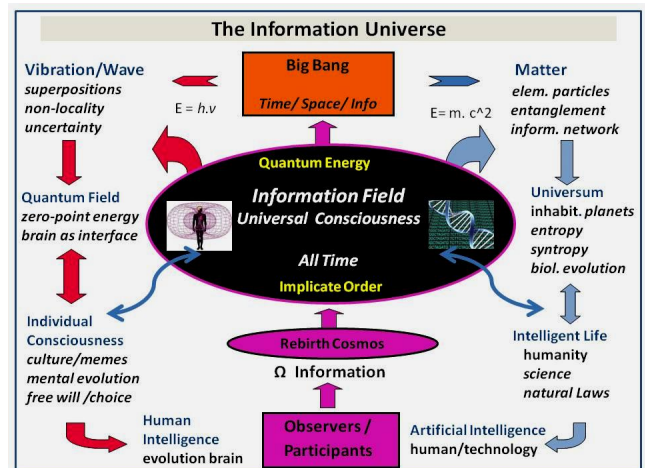 The Information Universe
Vibration/Wave
superpositions
non-locality
uncertainty
E = h.v
Big Bang
Time/ Space/ Info
E= m. c^2
Matter
elem. particles
entanglement
inform. network
Quantum Energy
Information Field
Universal Consciousness
All Time
Implicate Order
Quantum Field
zero-point energy
brain as interface
Universum
inhabit. planets
entropy
syntropy
biol. evolution
Individual
Consciousness
culture/memes
mental evolution
free will /choice
Rebirth Cosmos
Ω Information
Intelligent Life
humanity
science
natural Laws
Human
Intelligence
evolution brain
Observers /
Participants
Artificial Intelligence
human/technology